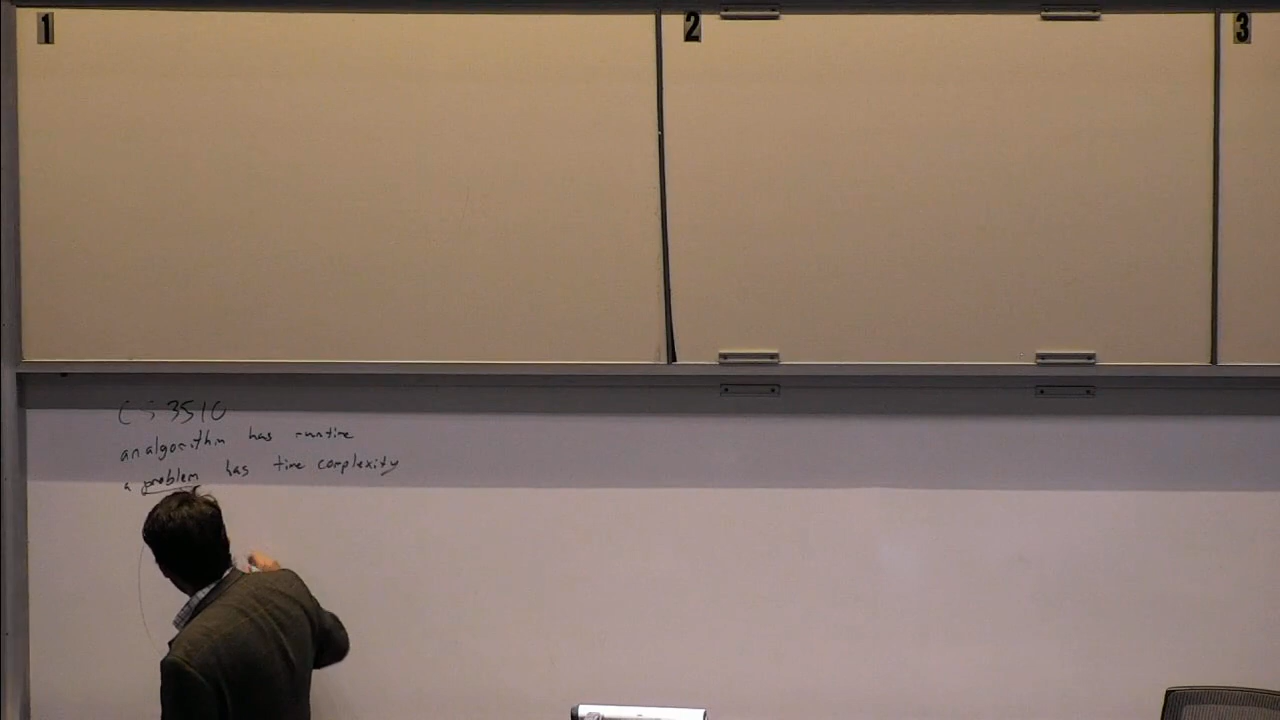 1
2
3
CS 3510
an algorithm has runtime
a problem has time complexity